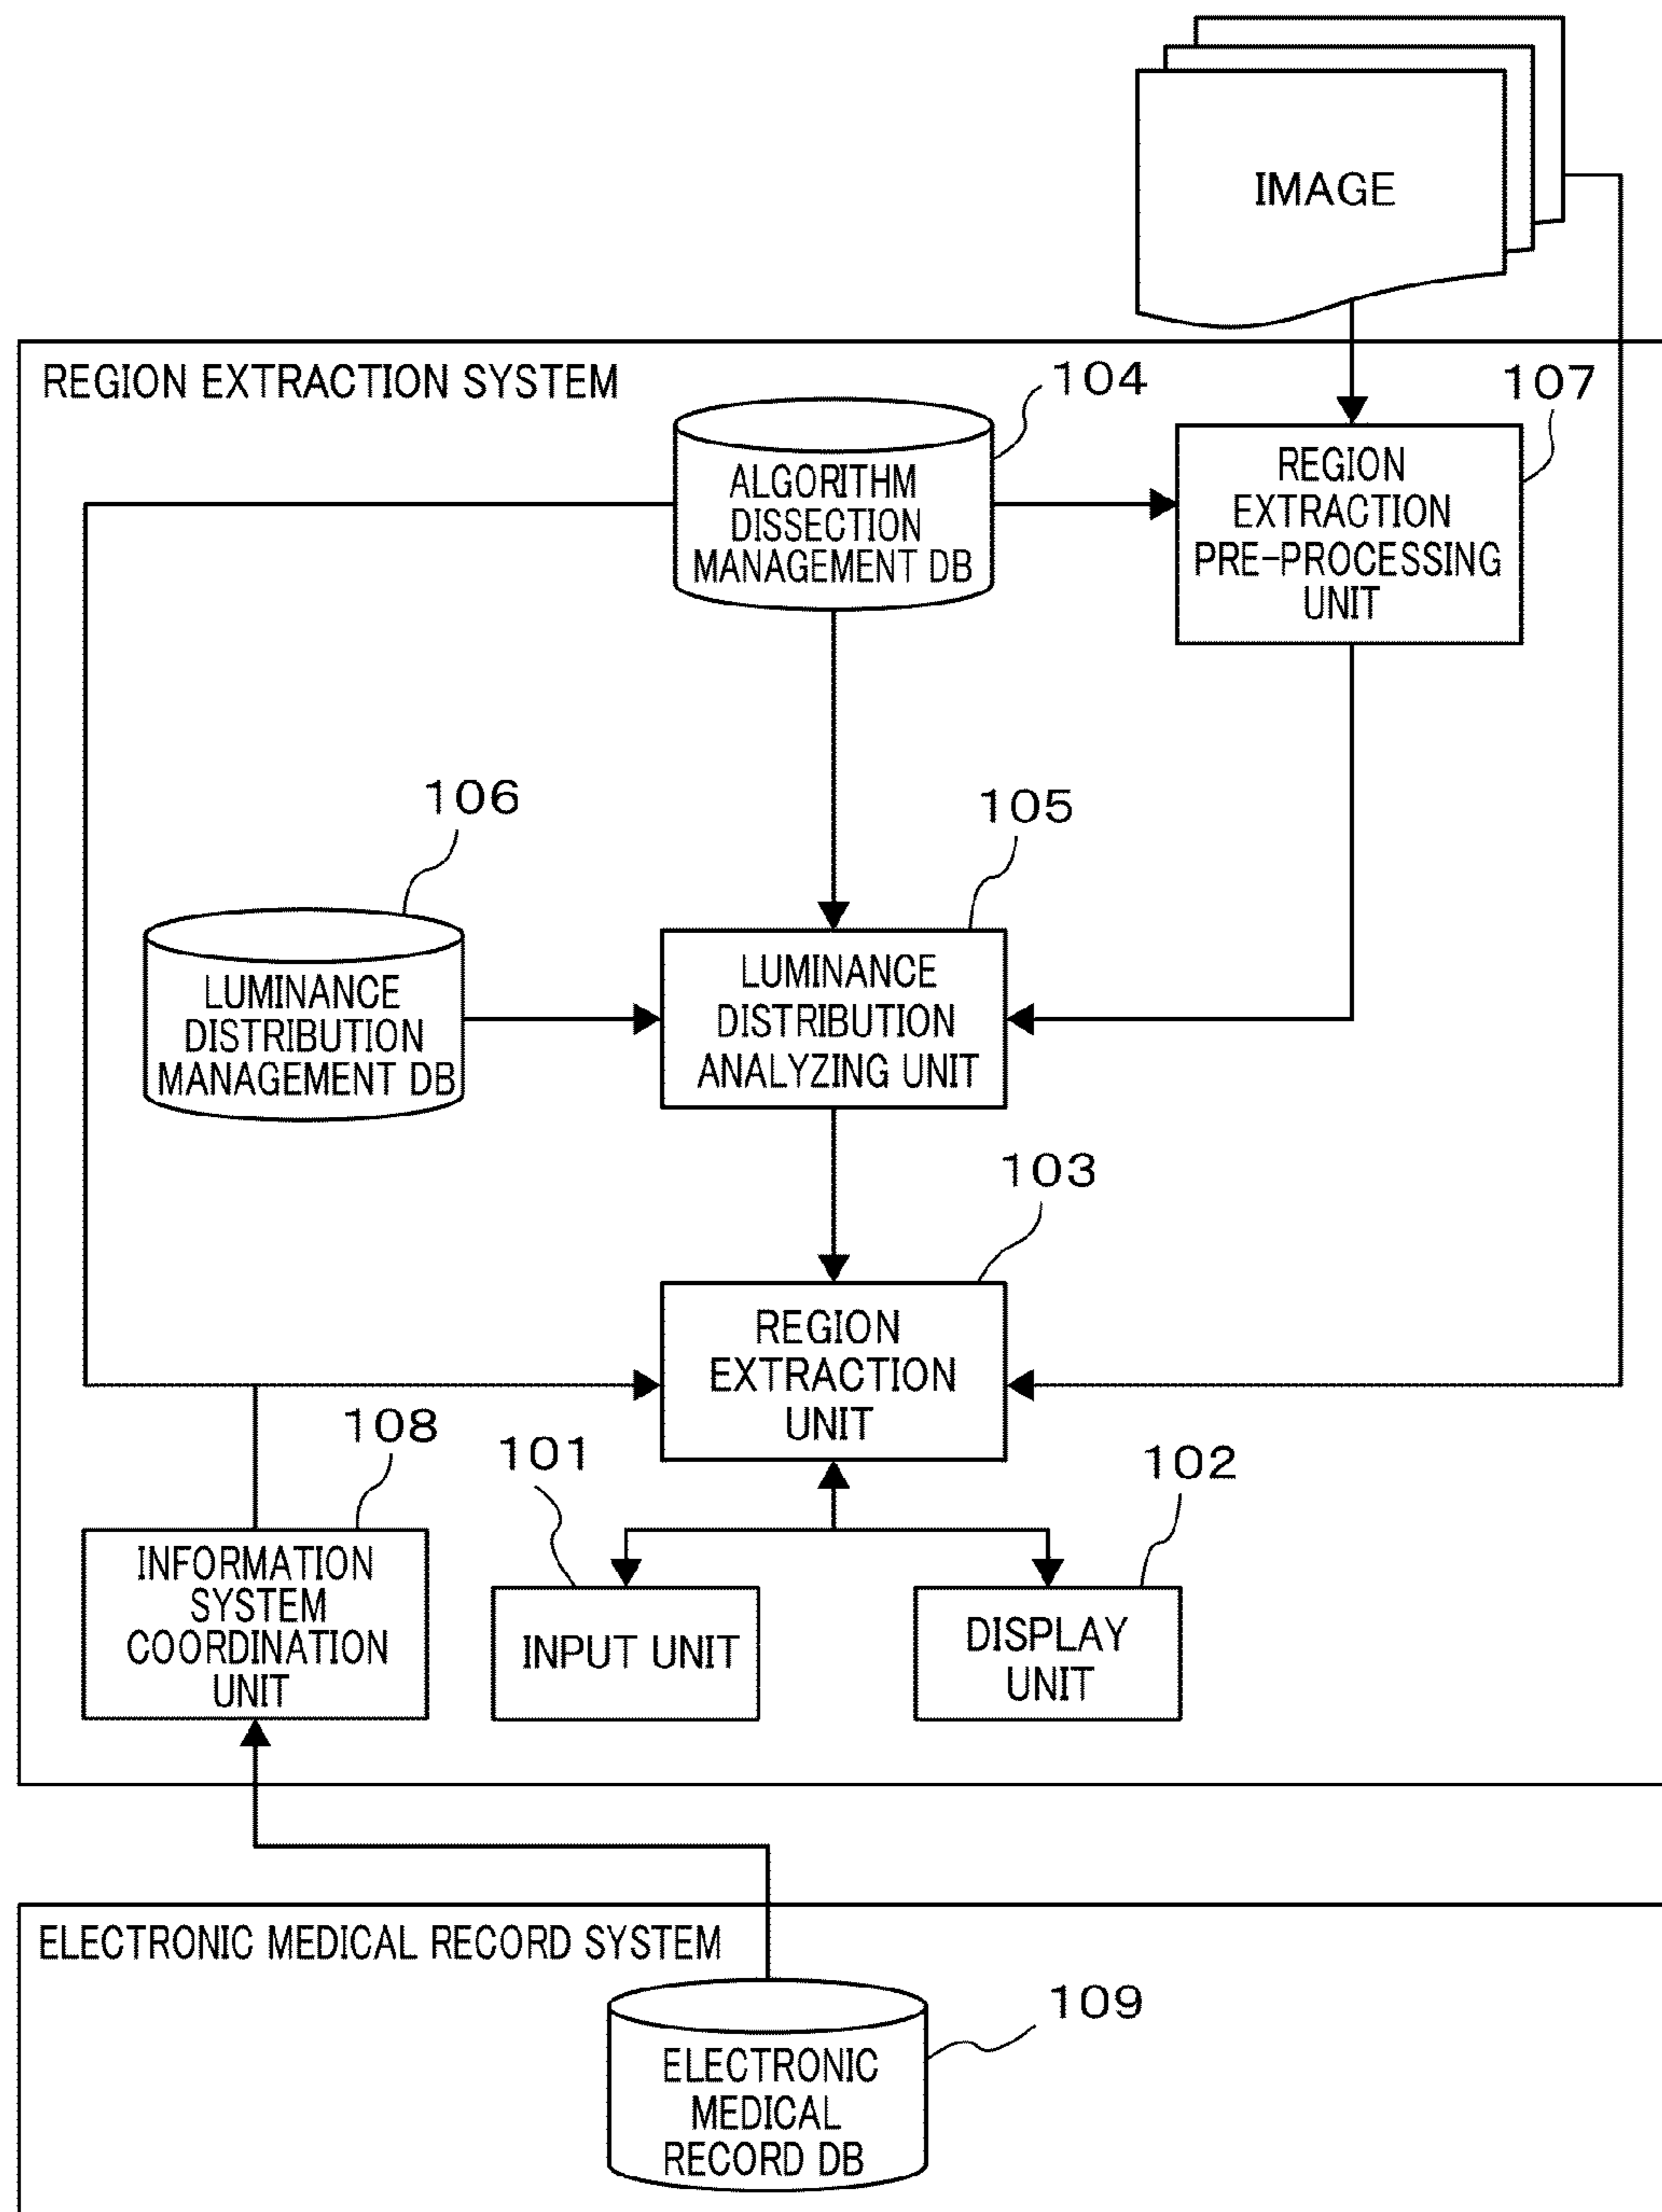 IMAGE
REGION EXTRACTION SYSTEM
104
107
ALGORITHM
DISSECTION
MANAGEMENT DB
REGION
EXTRACTION
PRE-PROCESSING
UNIT
106
105
LUMINANCE
DISTRIBUTION
MANAGEMENT DB
LUMINANCE
DISTRIBUTION
ANALYZING UNIT
103
REGION
EXTRACTION
UNIT
108
101
102
INFORMATION
SYSTEM
COORDINATION
UNIT
INPUT UNIT
DISPLAY
UNIT
ELECTRONIC MEDICAL RECORD SYSTEM
109
ELECTRONIC
MEDICAL
RECORD DB